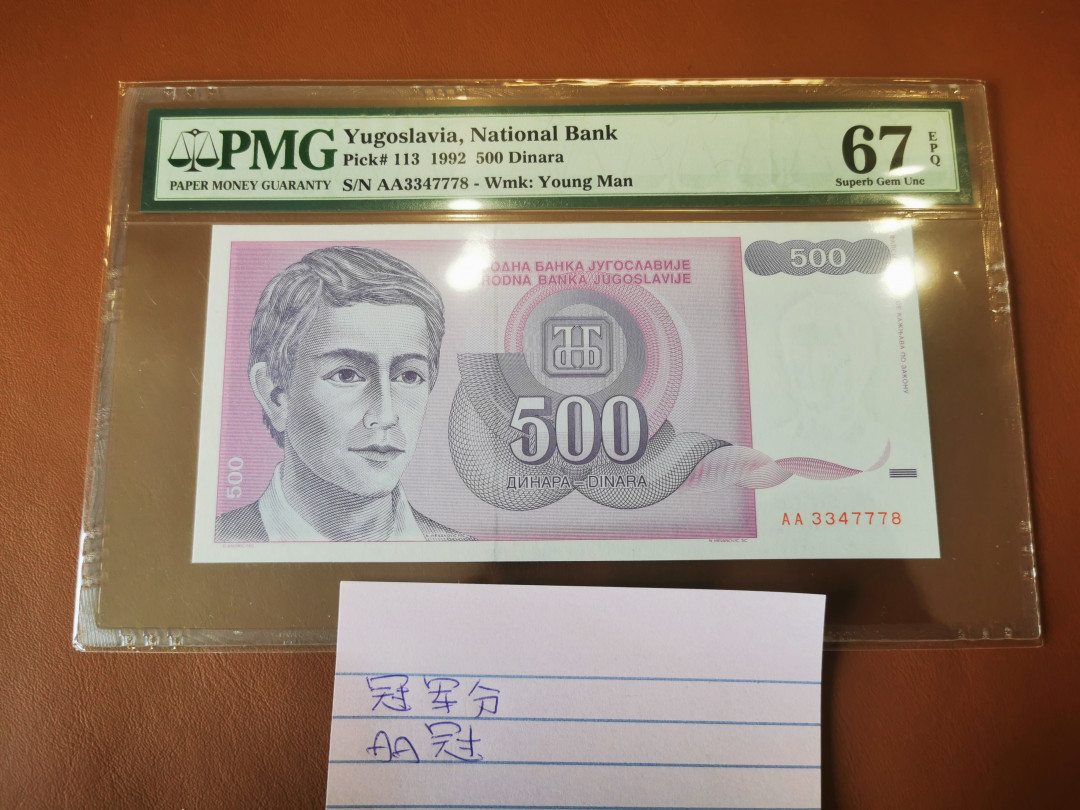 PMG
PAPER MONEY GUARANTY
Yugoslavia, National Bank
Pick# 113 1992 500 Dinara
S/N AA3347778 - Wmk: Young Man
67
EPQ
Superb Gem Unc
ОДНА БАНКА ЈУГОСЛАВИЈЕ
RODNA BANKA JUGOSLAVIJE
500
500
ДИНАРА – DINARA
500
AA 3347778
冠军分
AA冠